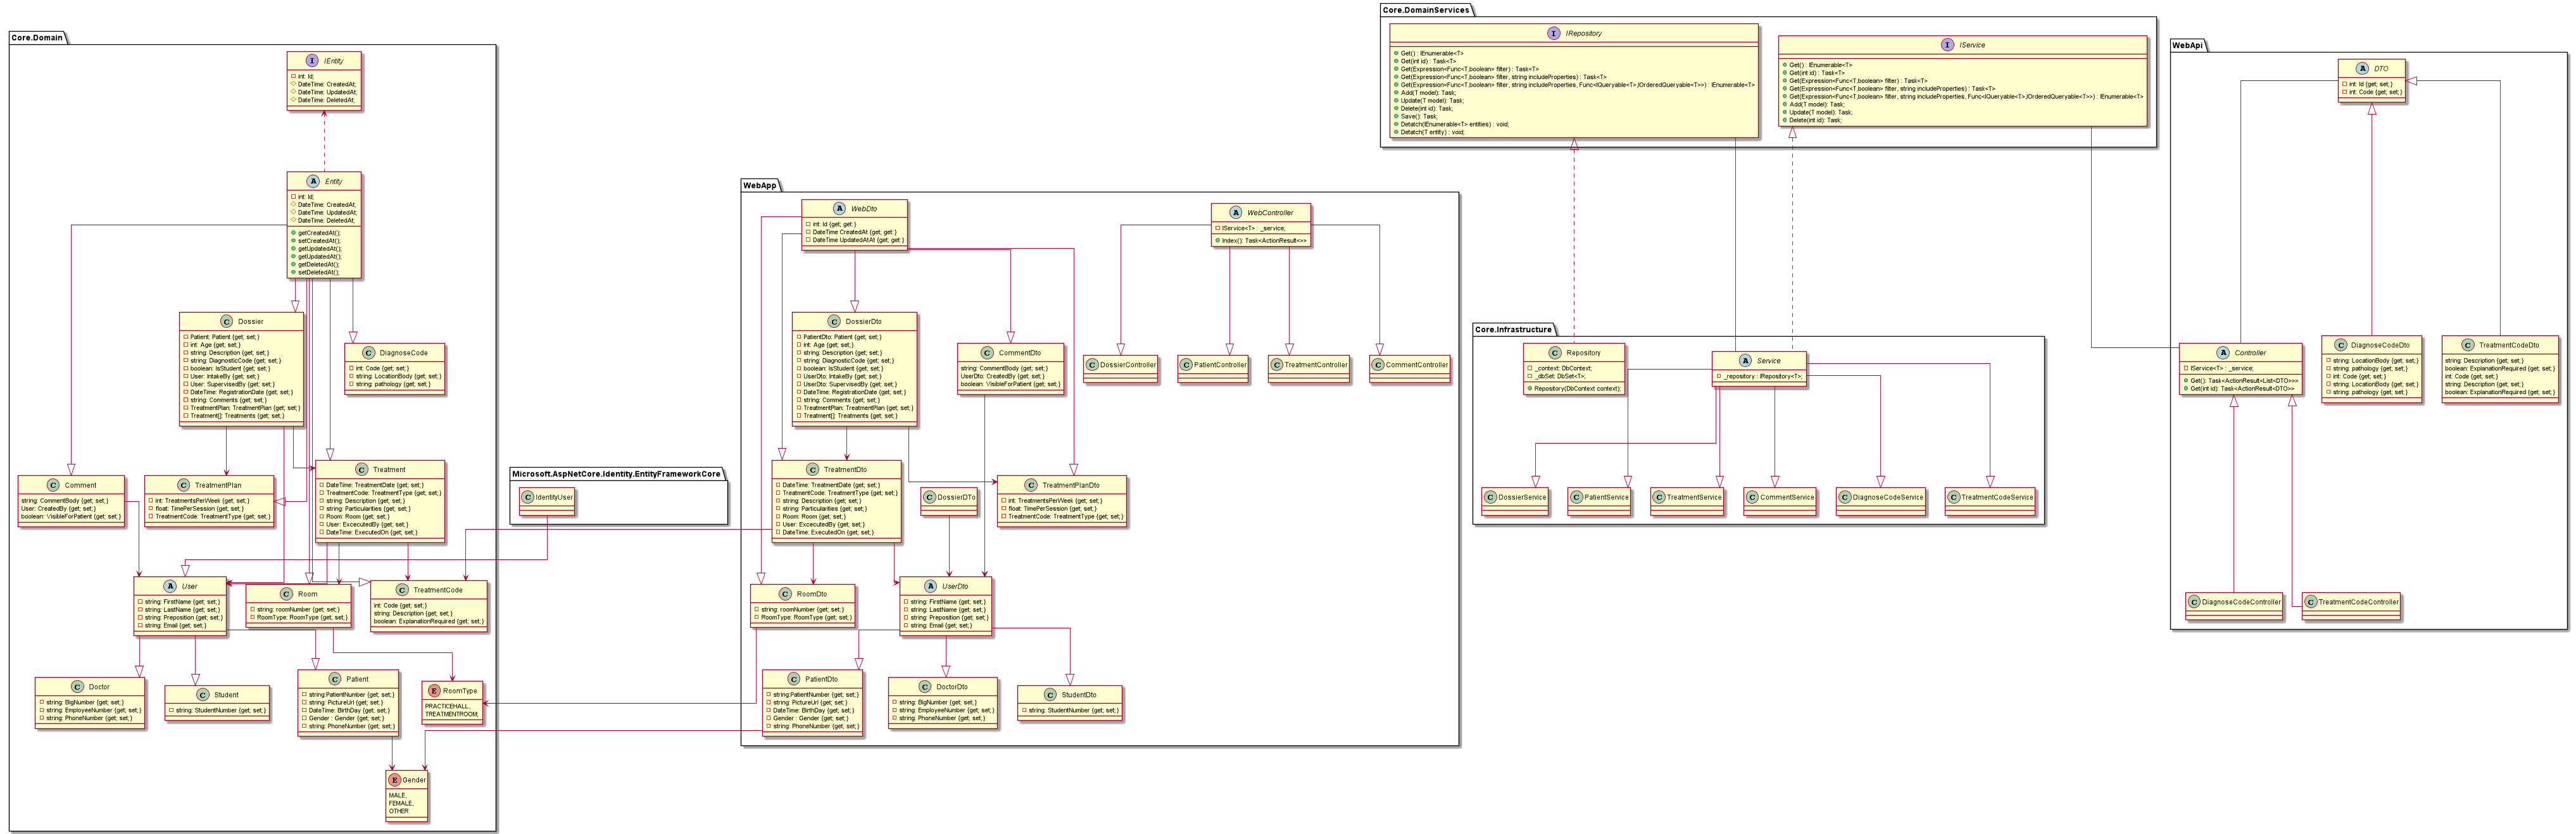 Core.Domain
IEntity
int: Id;
DateTime: CreatedAt;
DateTime: UpdatedAt;
DateTime: DeletedAt;
Entity
int: Id;
DateTime: CreatedAt;
DateTime: UpdatedAt;
DateTime: DeletedAt;
getCreatedAt();
setCreatedAt();
getUpdatedAt();
setUpdatedAt();
getDeletedAt();
setDeletedAt();
Dossier
Patient: Patient {get; set;}
int: Age {get; set;}
string: Description {get; set;}
string: DiagnosticCode {get; set;}
boolean: IsStudent {get; set;}
User: IntakeBy {get; set;}
User: SupervisedBy {get; set;}
DateTime: RegistrationDate {get; set;}
string: Comments {get; set;}
TreatmentPlan: TreatmentPlan {get; set;}
Treatment[]: Treatments {get; set;}
DiagnoseCode
int: Code {get; set;}
string: LocationBody {get; set;}
string: pathology {get; set;}
Comment
string: CommentBody {get; set;}
User: CreatedBy {get; set;}
boolean: VisibleForPatient {get; set;}
TreatmentPlan
int: TreatmentsPerWeek {get; set;}
float: TimePerSession {get; set;}
TreatmentCode: TreatmentType {get; set;}
Treatment
DateTime: TreatmentDate {get; set;}
TreatmentCode: TreatmentType {get; set;}
string: Description {get; set;}
string: Particularities {get; set;}
Room: Room {get; set;}
User: ExcecutedBy {get; set;}
DateTime: ExecutedOn {get; set;}
User
string: FirstName {get; set;}
string: LastName {get; set;}
string: Preposition {get; set;}
string: Email {get; set;}
Room
string: roomNumber {get; set;}
RoomType: RoomType {get; set;}
TreatmentCode
int: Code {get; set;}
string: Description {get; set;}
boolean: ExplanationRequired {get; set;}
Doctor
string: BigNumber {get; set;}
string: EmployeeNumber {get; set;}
string: PhoneNumber {get; set;}
Student
string: StudentNumber {get; set;}
Patient
string:PatientNumber {get; set;}
string: PictureUrl {get; set;}
DateTime: BirthDay {get; set;}
Gender : Gender {get; set;}
string: PhoneNumber {get; set;}
RoomType
PRACTICEHALL,
TREATMENTROOM;
Gender
MALE,
FEMALE,
OTHER
Microsoft.AspNetCore.Identity.EntityFrameworkCore
IdentityUser
WebApp
WebDto
int: Id {get; get;}
DateTime CreatedAt {get; get;}
DateTime UpdatedAtAt {get; get;}
WebController
IService<T> : _service;
Index(): Task<ActionResult<>>
DossierDto
PatientDto: Patient {get; set;}
int: Age {get; set;}
string: Description {get; set;}
string: DiagnosticCode {get; set;}
boolean: IsStudent {get; set;}
UserDto: IntakeBy {get; set;}
UserDto: SupervisedBy {get; set;}
DateTime: RegistrationDate {get; set;}
string: Comments {get; set;}
TreatmentPlan: TreatmentPlan {get; set;}
Treatment[]: Treatments {get; set;}
CommentDto
string: CommentBody {get; set;}
UserDto: CreatedBy {get; set;}
boolean: VisibleForPatient {get; set;}
DossierController
PatientController
TreatmentController
CommentController
TreatmentDto
DateTime: TreatmentDate {get; set;}
TreatmentCode: TreatmentType {get; set;}
string: Description {get; set;}
string: Particularities {get; set;}
Room: Room {get; set;}
User: ExcecutedBy {get; set;}
DateTime: ExecutedOn {get; set;}
DossierDTo
TreatmentPlanDto
int: TreatmentsPerWeek {get; set;}
float: TimePerSession {get; set;}
TreatmentCode: TreatmentType {get; set;}
RoomDto
string: roomNumber {get; set;}
RoomType: RoomType {get; set;}
UserDto
string: FirstName {get; set;}
string: LastName {get; set;}
string: Preposition {get; set;}
string: Email {get; set;}
PatientDto
string:PatientNumber {get; set;}
string: PictureUrl {get; set;}
DateTime: BirthDay {get; set;}
Gender : Gender {get; set;}
string: PhoneNumber {get; set;}
DoctorDto
string: BigNumber {get; set;}
string: EmployeeNumber {get; set;}
string: PhoneNumber {get; set;}
StudentDto
string: StudentNumber {get; set;}
Core.DomainServices
IRepository
Get() : IEnumerable<T>
Get(int id) : Task<T>
Get(Expression<Func<T,boolean> filter) : Task<T>
Get(Expression<Func<T,boolean> filter, string includeProperties) : Task<T>
Get(Expression<Func<T,boolean> filter, string includeProperties, Func<IQueryable<T>,IOrderedQueryable<T>>) : IEnumerable<T>
Add(T model): Task;
Update(T model): Task;
Delete(int id): Task;
Save(): Task;
Detatch(IEnumerable<T> entities) : void;
Detatch(T entity) : void;
IService
Get() : IEnumerable<T>
Get(int id) : Task<T>
Get(Expression<Func<T,boolean> filter) : Task<T>
Get(Expression<Func<T,boolean> filter, string includeProperties) : Task<T>
Get(Expression<Func<T,boolean> filter, string includeProperties, Func<IQueryable<T>,IOrderedQueryable<T>>) : IEnumerable<T>
Add(T model): Task;
Update(T model): Task;
Delete(int id): Task;
Core.Infrastructure
Repository
_context: DbContext;
_dbSet: DbSet<T>;
Repository(DbContext context);
Service
_repository : IRepository<T>;
DossierService
PatientService
TreatmentService
CommentService
DiagnoseCodeService
TreatmentCodeService
WebApi
DTO
int: Id {get; set;}
int: Code {get; set;}
Controller
IService<T> : _service;
Get(): Task<ActionResult<List<DTO>>>
Get(int id): Task<ActionResult<DTO>>
DiagnoseCodeDto
string: LocationBody {get; set;}
string: pathology {get; set;}
int: Code {get; set;}
string: LocationBody {get; set;}
string: pathology {get; set;}
TreatmentCodeDto
string: Description {get; set;}
boolean: ExplanationRequired {get; set;}
int: Code {get; set;}
string: Description {get; set;}
boolean: ExplanationRequired {get; set;}
DiagnoseCodeController
TreatmentCodeController